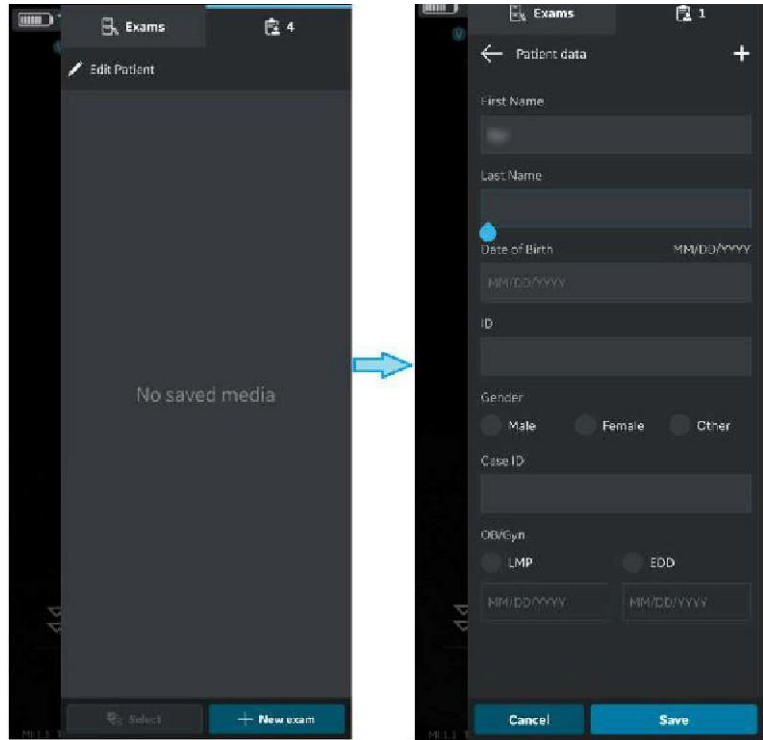 Exams
4
Edit Patient
No saved media
Select
New exam
Exams
1
Patient data
First Name
Last Name
Date of Birth MM/DD/YYYY
MM/DD/YYYY
ID
Gender
Male Female Other
Case ID
OB/Gyn
LMP EDD
MM/DD/YYYY MM/DD/YYYY
Cancel Save